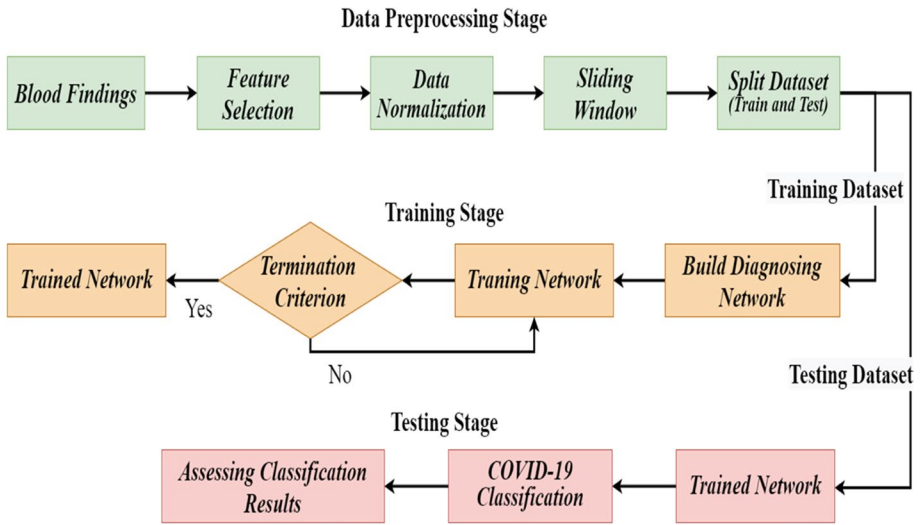 Data Preprocessing Stage
Blood Findings
Feature
Selection
Data
Normalization
Sliding
Window
Split Dataset
(Train and Test)
Training Dataset
Training Stage
Trained Network
Yes
Termination
Criterion
No
Traning Network
Build Diagnosing
Network
Testing Dataset
Testing Stage
Assessing Classification
Results
COVID-19
Classification
Trained Network